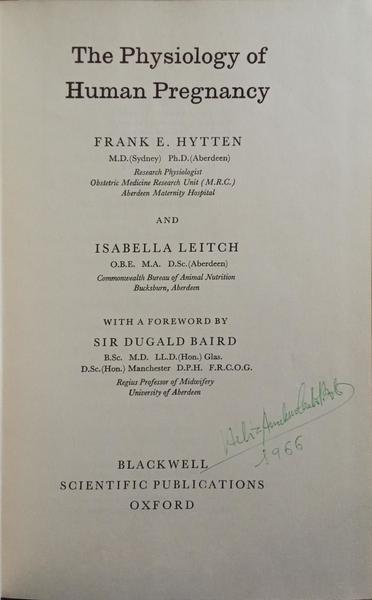 The Physiology of
Human Pregnancy
FRANK E. HYTTEN
M.D.(Sydney) Ph.D.(Aberdeen)
Research Physiologist
Obstetric Medicine Research Unit (M.R.C.)
Aberdeen Maternity Hospital
AND
ISABELLA LEITCH
O.B.E. M.A. D.Sc.(Aberdeen)
Commonwealth Bureau of Animal Nutrition
Bucksburn, Aberdeen
WITH A FOREWORD BY
SIR DUGALD BAIRD
B.Sc. M.D. LL.D.(Hon.) Glas.
D.Sc.(Hon.) Manchester D.P.H. F.R.C.O.G.
Regius Professor of Midwifery
University of Aberdeen
1966
BLACKWELL
SCIENTIFIC PUBLICATIONS
OXFORD